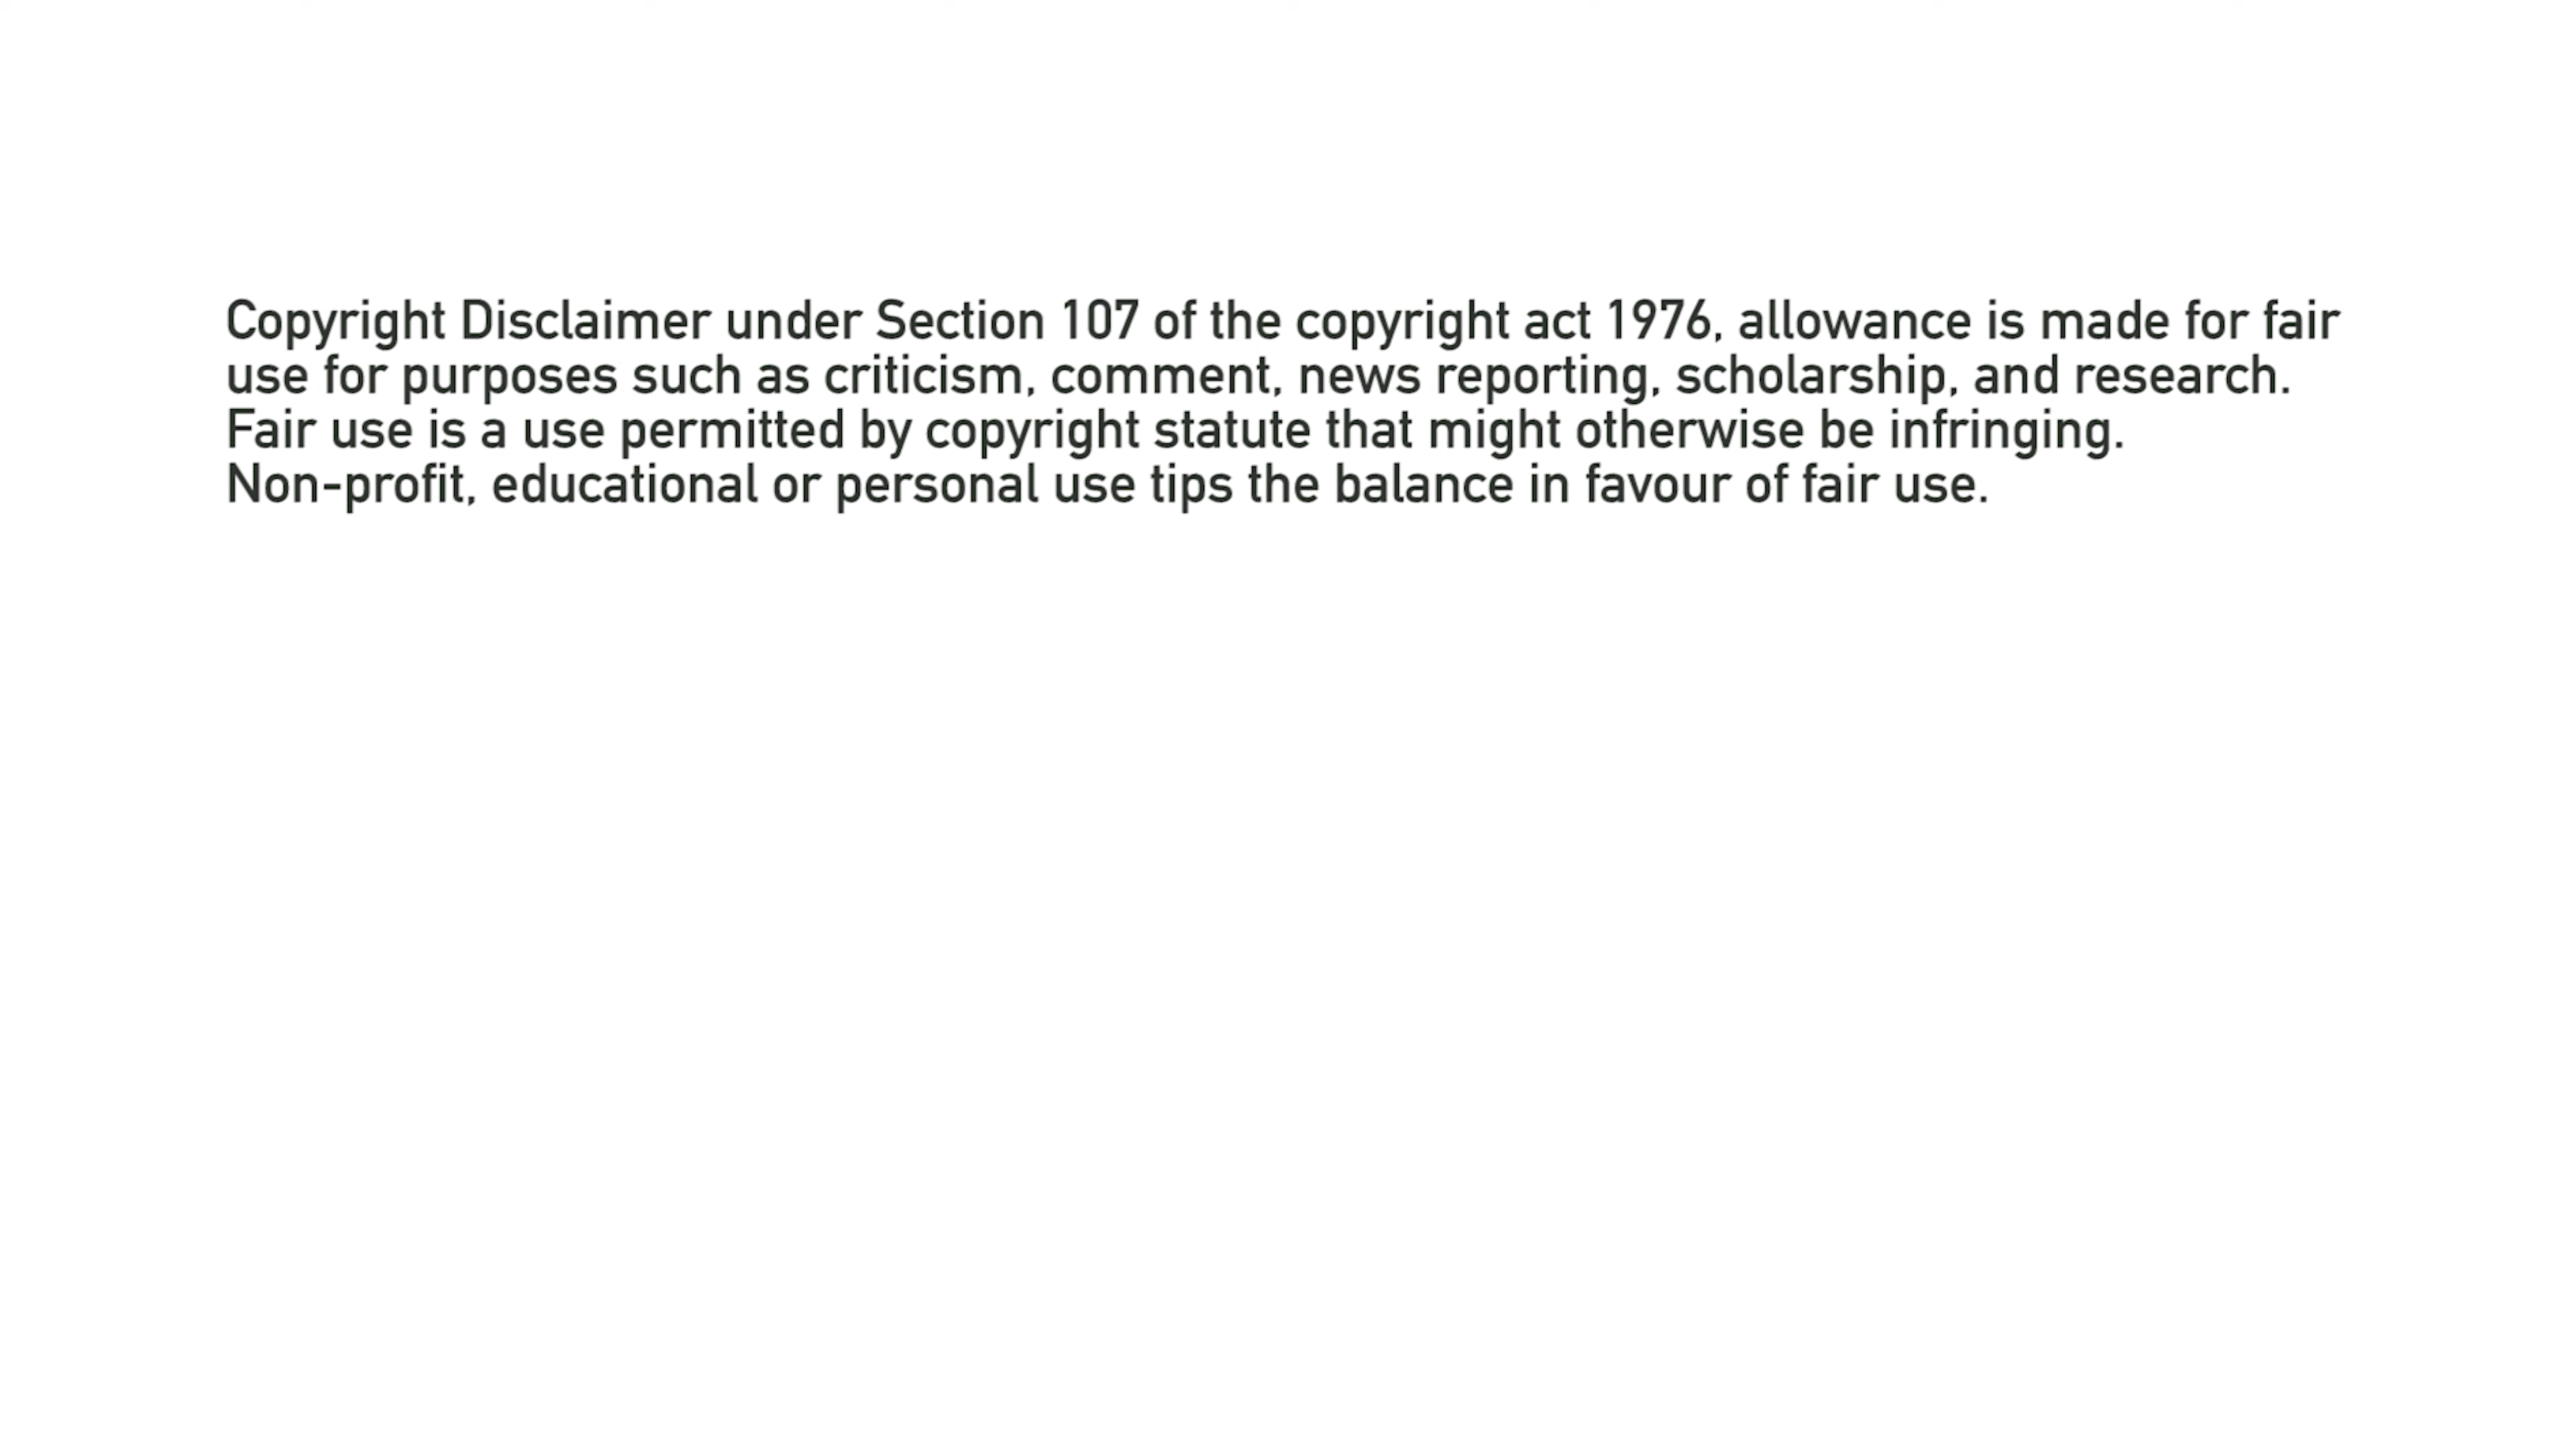 Copyright Disclaimer under Section 107 of the copyright act 1976, allowance is made for fair
use for purposes such as criticism, comment, news reporting, scholarship, and research.
Fair use is a use permitted by copyright statute that might otherwise be infringing.
Non-profit, educational or personal use tips the balance in favour of fair use.